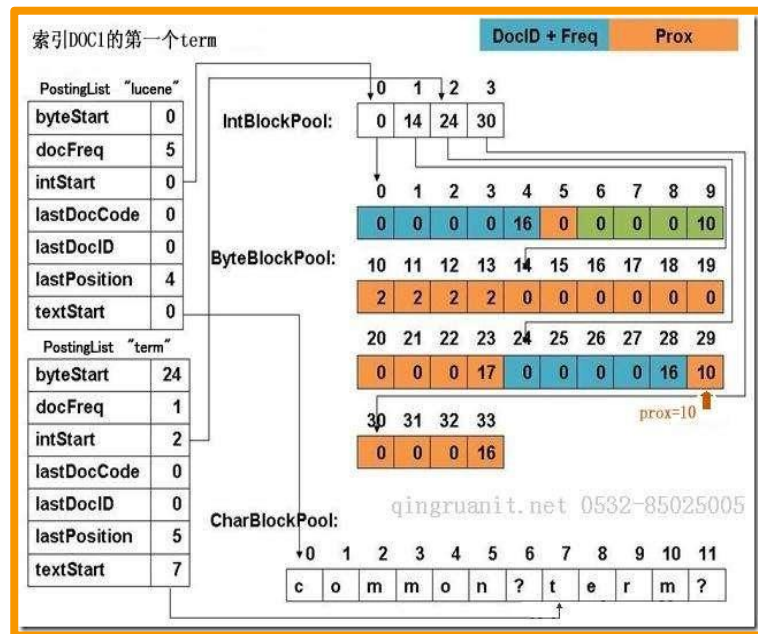 索引DOC1的第一个term
DocID + Freq Prox
PostingList "lucene"
byteStart 0
docFreq 5
intStart 0
lastDocCode 0
lastDocID 0
lastPosition 4
textStart 0
PostingList "term"
byteStart 24
docFreq 1
intStart 2
lastDocCode 0
lastDocID 0
lastPosition 5
textStart 7
0 1 2 3
IntBlockPool: 0 14 24 30
0 1 2 3 4 5 6 7 8 9
0 0 0 0 16 0 0 0 0 10
ByteBlockPool:
10 11 12 13 14 15 16 17 18 19
2 2 2 2 0 0 0 0 0 0
20 21 22 23 24 25 26 27 28 29
0 0 0 17 0 0 0 0 16 10
prox=10
30 31 32 33
0 0 0 16
qingruanit.net 0532-85025005
CharBlockPool:
0 1 2 3 4 5 6 7 8 9 10 11
c o m m o n ? t e r m ?